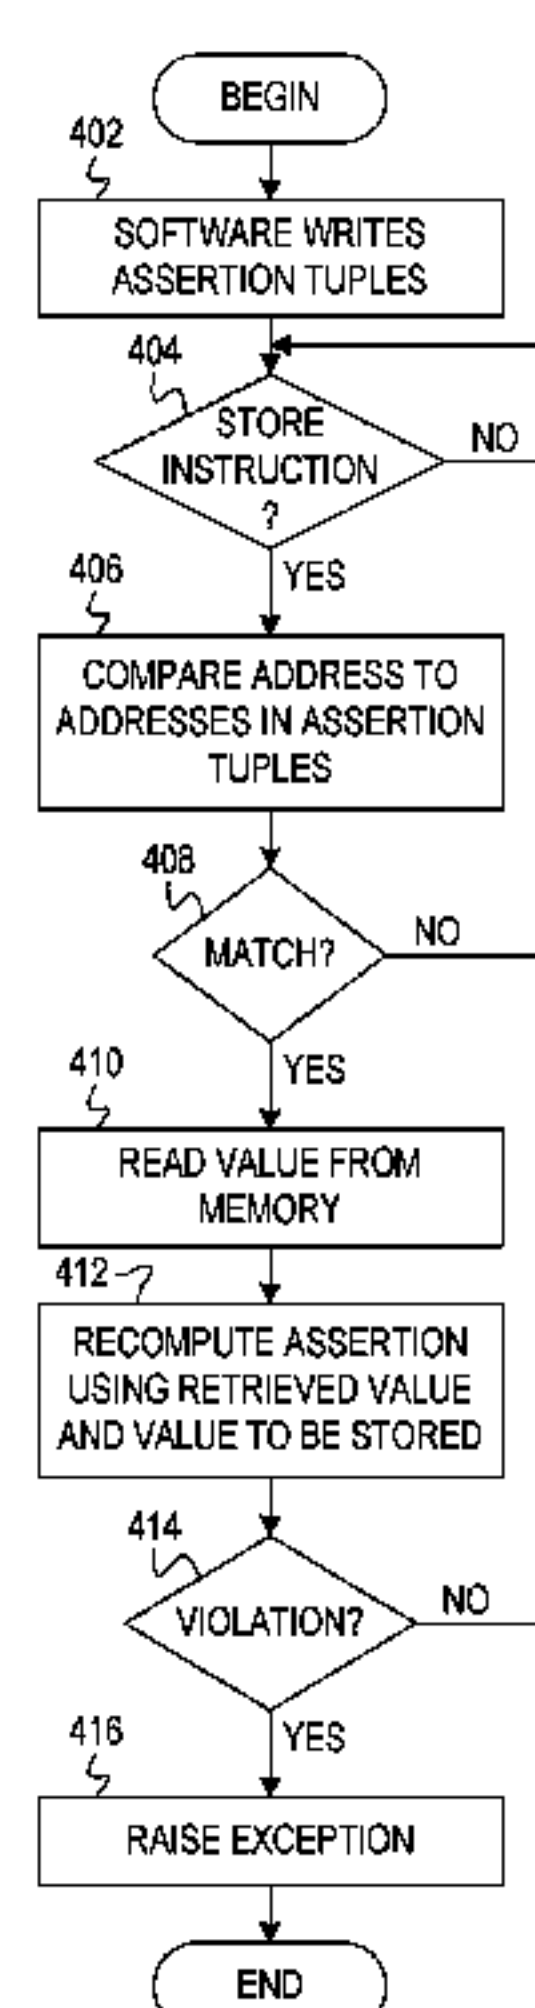 BEGIN
402
SOFTWARE WRITES
ASSERTION TUPLES
404
STORE
INSTRUCTION
?
NO
YES
406
COMPARE ADDRESS TO
ADDRESSES IN ASSERTION
TUPLES
408
MATCH?
NO
YES
410
READ VALUE FROM
MEMORY
412
RECOMPUTE ASSERTION
USING RETRIEVED VALUE
AND VALUE TO BE STORED
414
VIOLATION?
NO
YES
416
RAISE EXCEPTION
END